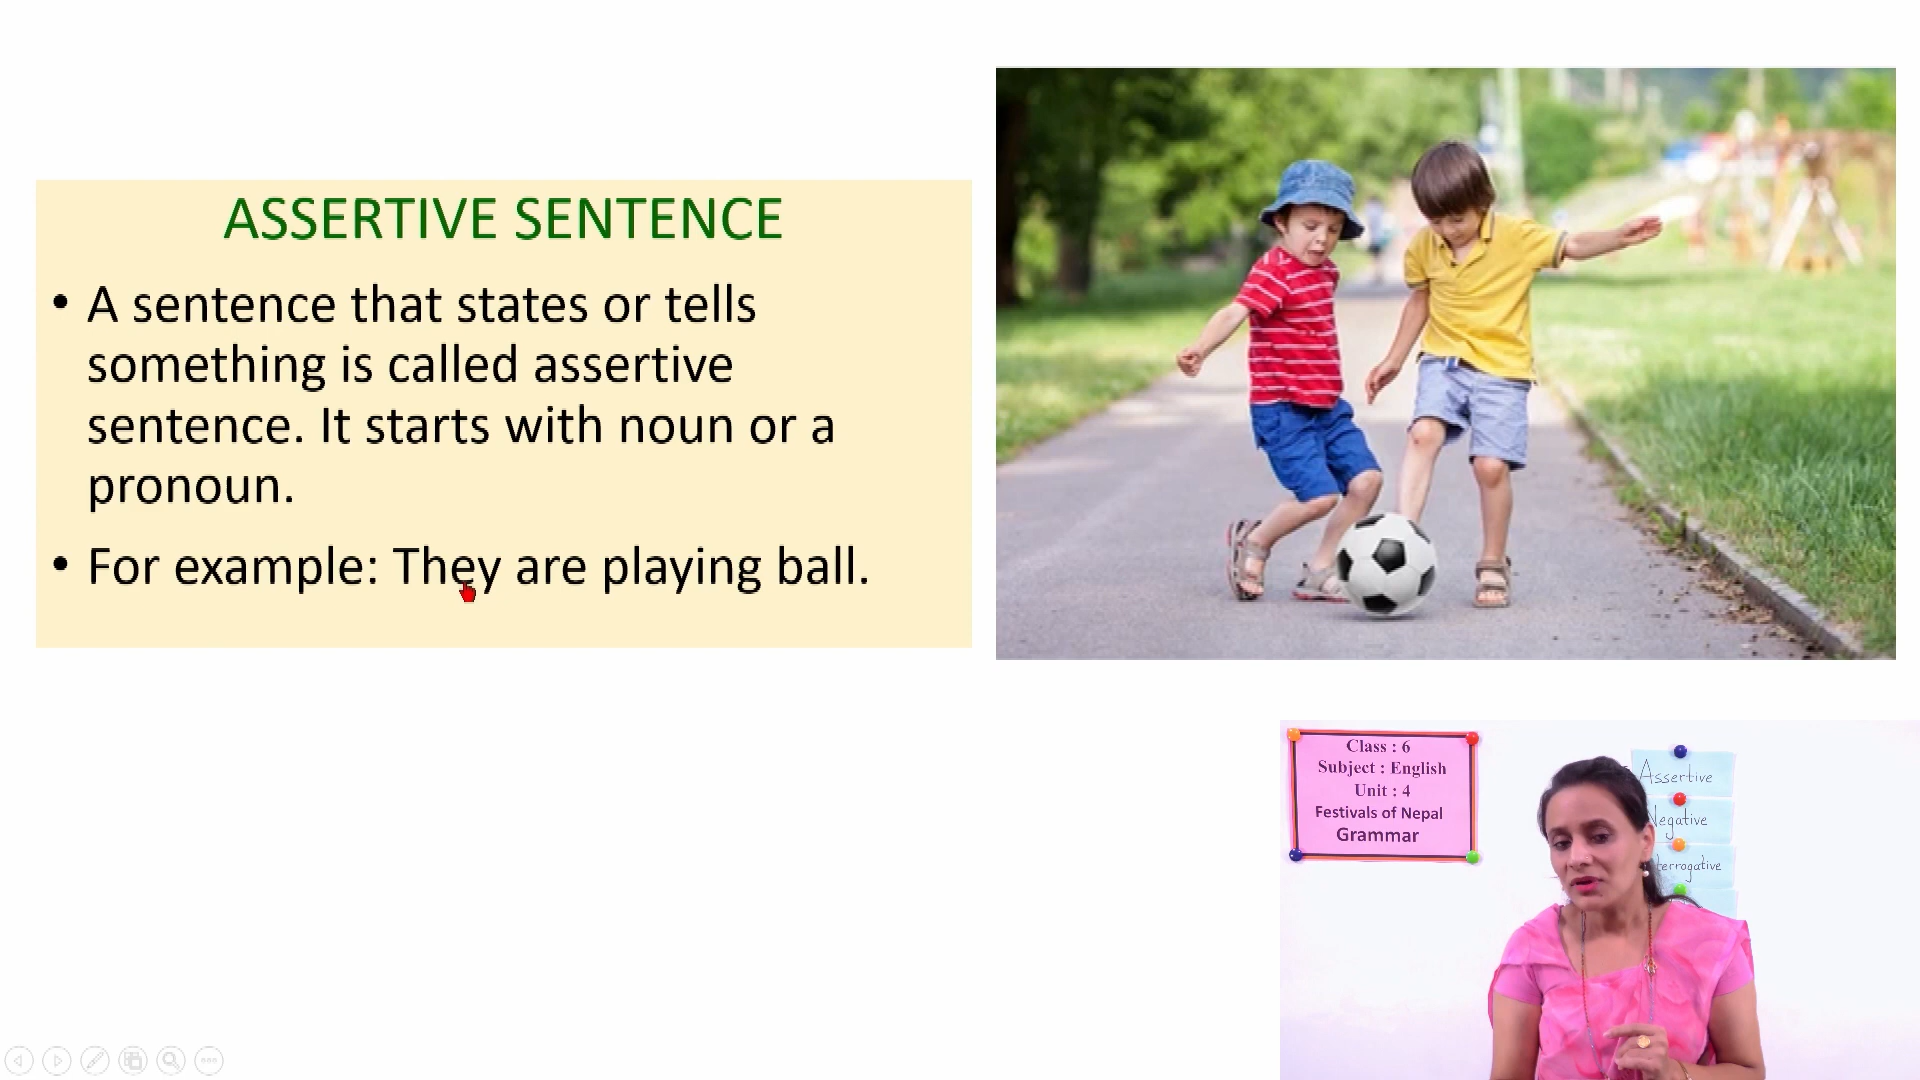 ASSERTIVE SENTENCE
• A sentence that states or tells
something is called assertive
sentence. It starts with noun or a
pronoun.
• For example: They are playing ball.
Class : 6
Subject : English
Unit : 4
Festivals of Nepal
Grammar
Assertive
Negative
terrogative